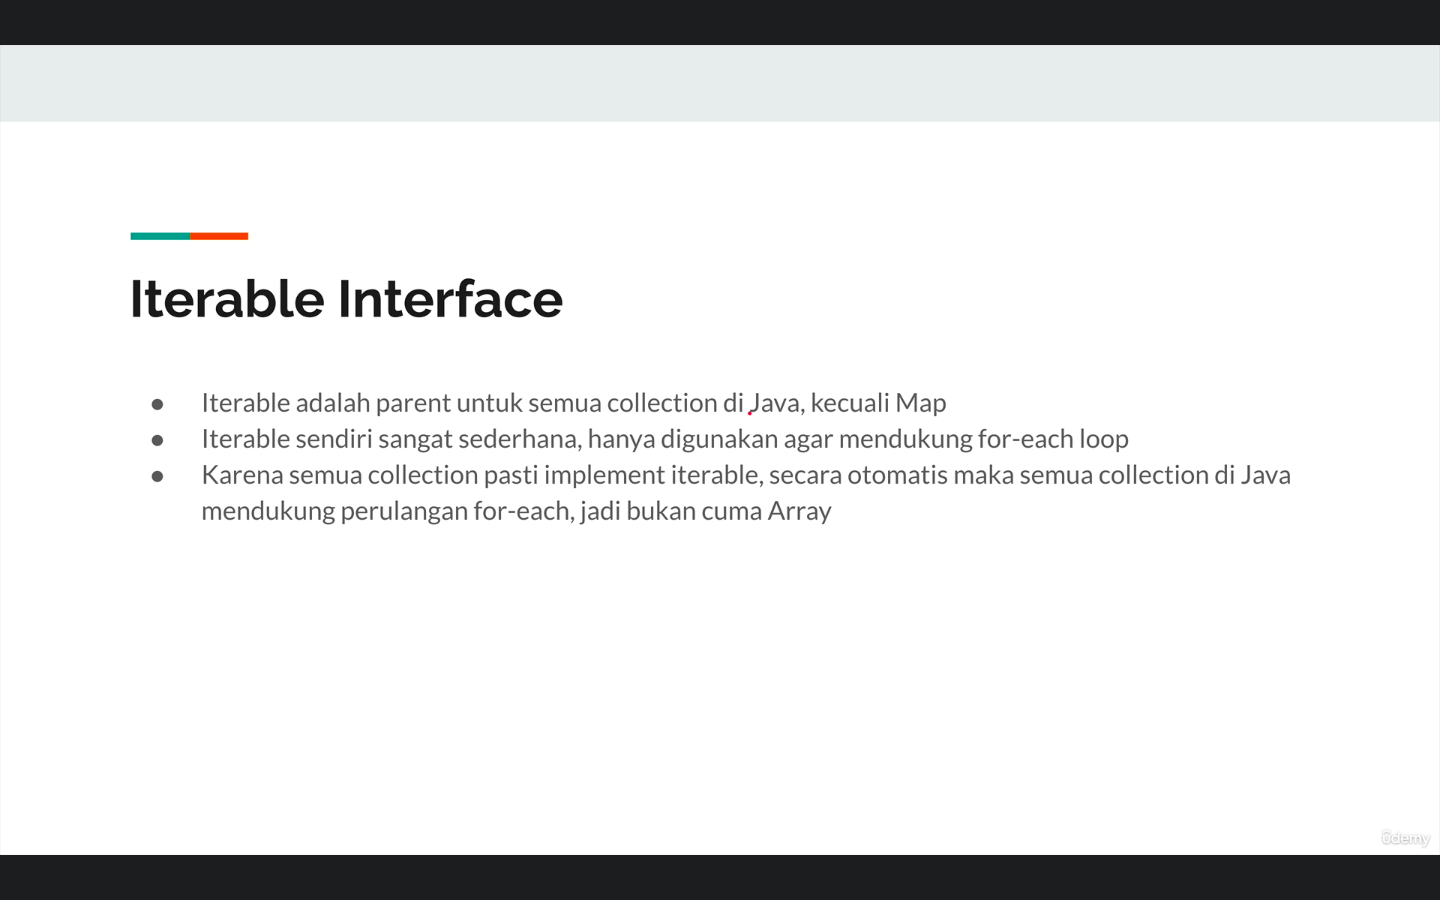 Iterable Interface
● Iterable adalah parent untuk semua collection di Java, kecuali Map
● Iterable sendiri sangat sederhana, hanya digunakan agar mendukung for-each loop
● Karena semua collection pasti implement iterable, secara otomatis maka semua collection di Java
mendukung perulangan for-each, jadi bukan cuma Array
ûdemy